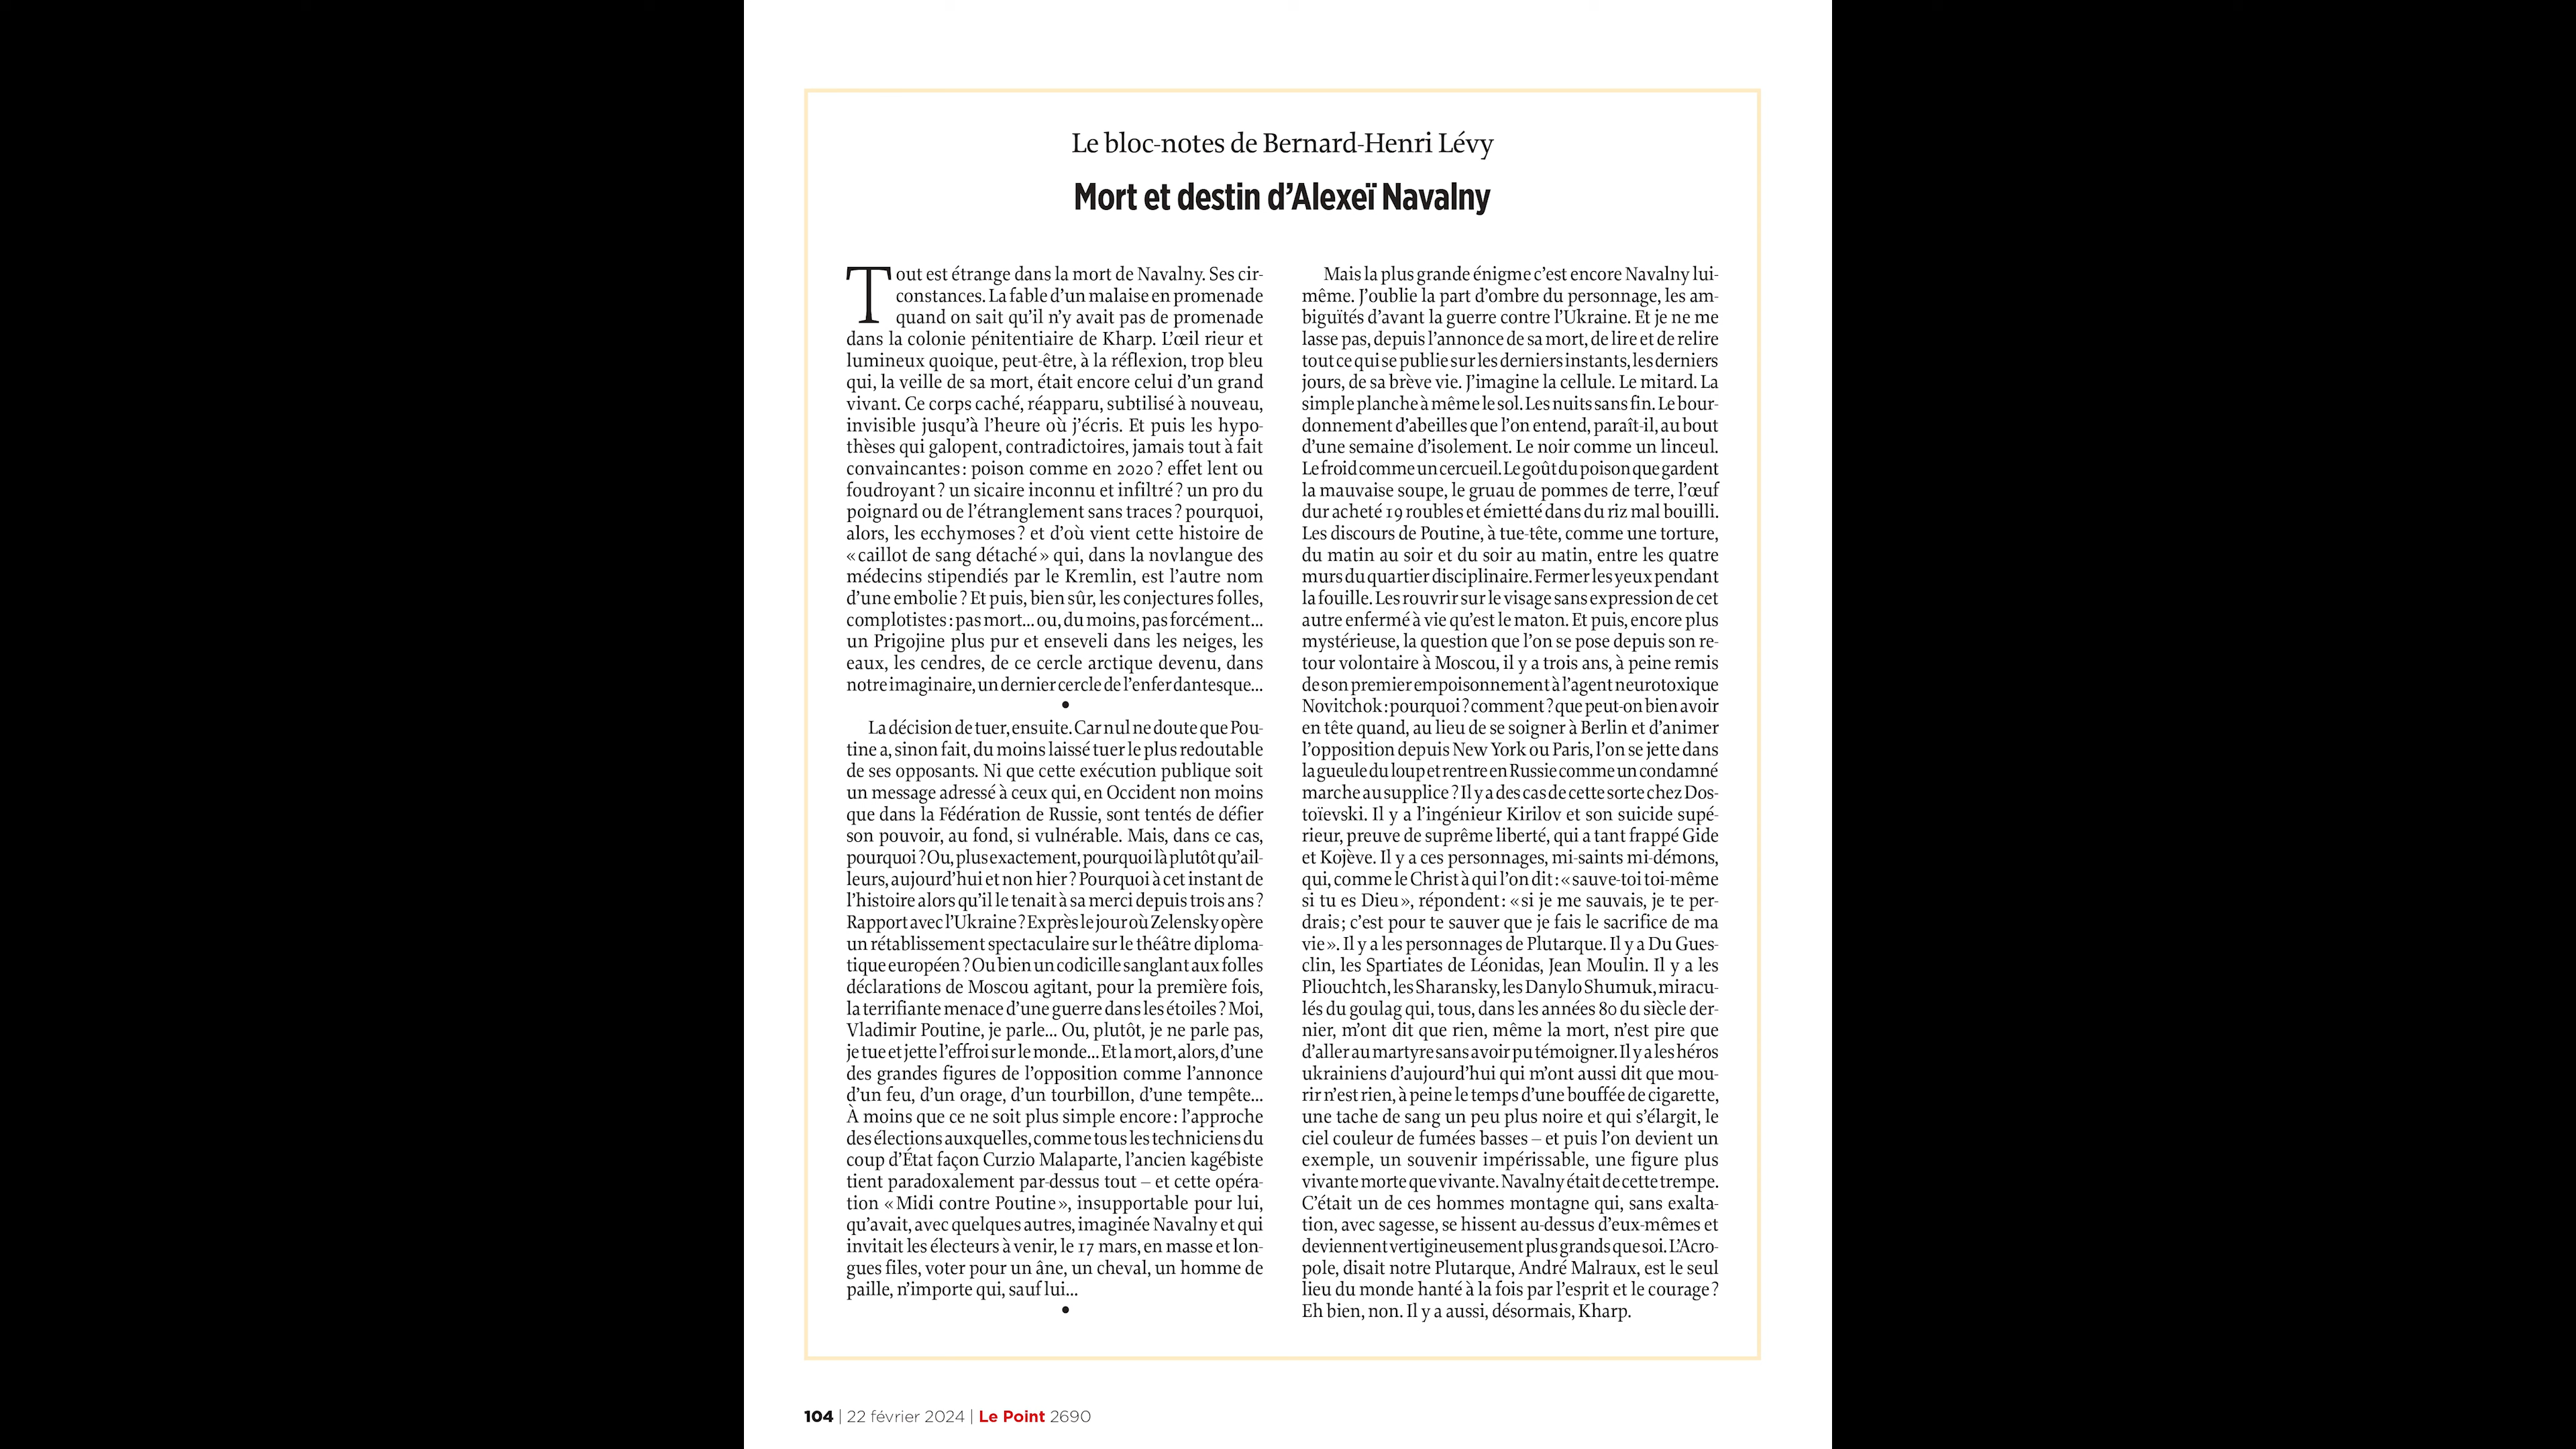 Le bloc-notes de Bernard-Henri Lévy
Mort et destin d’Alexeï Navalny
Tout est étrange dans la mort de Navalny. Ses cir-
constances. La fable d’un malaise en promenade
quand on sait qu’il n’y avait pas de promenade
dans la colonie pénitentiaire de Kharp. L’œil rieur et
lumineux quoique, peut-être, à la réflexion, trop bleu
qui, la veille de sa mort, était encore celui d’un grand
vivant. Ce corps caché, réapparu, subtilisé à nouveau,
invisible jusqu’à l’heure où j’écris. Et puis les hypo-
thèses qui galopent, contradictoires, jamais tout à fait
convaincantes : poison comme en 2020 ? effet lent ou
foudroyant ? un sicaire inconnu et infiltré ? un pro du
poignard ou de l’étranglement sans traces ? pourquoi,
alors, les ecchymoses ? et d’où vient cette histoire de
« caillot de sang détaché » qui, dans la novlangue des
médecins stipendiés par le Kremlin, est l’autre nom
d’une embolie ? Et puis, bien sûr, les conjectures folles,
complotistes : pas mort… ou, du moins, pas forcément…
un Prigojine plus pur et enseveli dans les neiges, les
eaux, les cendres, de ce cercle arctique devenu, dans
notre imaginaire, un dernier cercle de l’enfer dantesque…
•
La décision de tuer, ensuite. Car nul ne doute que Pou-
tine a, sinon fait, du moins laissé tuer le plus redoutable
de ses opposants. Ni que cette exécution publique soit
un message adressé à ceux qui, en Occident non moins
que dans la Fédération de Russie, sont tentés de défier
son pouvoir, au fond, si vulnérable. Mais, dans ce cas,
pourquoi ? Ou, plus exactement, pourquoi là plutôt qu’ail-
leurs, aujourd’hui et non hier ? Pourquoi à cet instant de
l’histoire alors qu’il le tenait à sa merci depuis trois ans ?
Rapport avec l’Ukraine ? Exprès le jour où Zelensky opère
un rétablissement spectaculaire sur le théâtre diploma-
tique européen ? Ou bien un codicille sanglant aux folles
déclarations de Moscou agitant, pour la première fois,
la terrifiante menace d’une guerre dans les étoiles ? Moi,
Vladimir Poutine, je parle… Ou, plutôt, je ne parle pas,
je tue et jette l’effroi sur le monde… Et la mort, alors, d’une
des grandes figures de l’opposition comme l’annonce
d’un feu, d’un orage, d’un tourbillon, d’une tempête…
À moins que ce ne soit plus simple encore : l’approche
des élections auxquelles, comme tous les techniciens du
coup d’État façon Curzio Malaparte, l’ancien kagébiste
tient paradoxalement par-dessus tout – et cette opéra-
tion « Midi contre Poutine », insupportable pour lui,
qu’avait, avec quelques autres, imaginée Navalny et qui
invitait les électeurs à venir, le 17 mars, en masse et lon-
gues files, voter pour un âne, un cheval, un homme de
paille, n’importe qui, sauf lui…
•
Mais la plus grande énigme c’est encore Navalny lui-
même. J’oublie la part d’ombre du personnage, les am-
biguïtés d’avant la guerre contre l’Ukraine. Et je ne me
lasse pas, depuis l’annonce de sa mort, de lire et de relire
tout ce qui se publie sur les derniers instants, les derniers
jours, de sa brève vie. J’imagine la cellule. Le mitard. La
simple planche à même le sol. Les nuits sans fin. Le bour-
donnement d’abeilles que l’on entend, paraît-il, au bout
d’une semaine d’isolement. Le noir comme un linceul.
Le froid comme un cercueil. Le goût du poison que gardent
la mauvaise soupe, le gruau de pommes de terre, l’œuf
dur acheté 19 roubles et émietté dans du riz mal bouilli.
Les discours de Poutine, à tue-tête, comme une torture,
du matin au soir et du soir au matin, entre les quatre
murs du quartier disciplinaire. Fermer les yeux pendant
la fouille. Les rouvrir sur le visage sans expression de cet
autre enfermé à vie qu’est le maton. Et puis, encore plus
mystérieuse, la question que l’on se pose depuis son re-
tour volontaire à Moscou, il y a trois ans, à peine remis
de son premier empoisonnement à l’agent neurotoxique
Novitchok : pourquoi ? comment ? que peut-on bien avoir
en tête quand, au lieu de se soigner à Berlin et d’animer
l’opposition depuis New York ou Paris, l’on se jette dans
la gueule du loup et rentre en Russie comme un condamné
marche au supplice ? Il y a des cas de cette sorte chez Dos-
toïevski. Il y a l’ingénieur Kirilov et son suicide supé-
rieur, preuve de suprême liberté, qui a tant frappé Gide
et Kojève. Il y a ces personnages, mi-saints mi-démons,
qui, comme le Christ à qui l’on dit : « sauve-toi toi-même
si tu es Dieu », répondent : « si je me sauvais, je te per-
drais ; c’est pour te sauver que je fais le sacrifice de ma
vie ». Il y a les personnages de Plutarque. Il y a Du Gues-
clin, les Spartiates de Léonidas, Jean Moulin. Il y a les
Pliouchtch, les Sharansky, les Danylo Shumuk, miracu-
lés du goulag qui, tous, dans les années 80 du siècle der-
nier, m’ont dit que rien, même la mort, n’est pire que
d’aller au martyre sans avoir pu témoigner. Il y a les héros
ukrainiens d’aujourd’hui qui m’ont aussi dit que mou-
rir n’est rien, à peine le temps d’une bouffée de cigarette,
une tache de sang un peu plus noire et qui s’élargit, le
ciel couleur de fumées basses – et puis l’on devient un
exemple, un souvenir impérissable, une figure plus
vivante morte que vivante. Navalny était de cette trempe.
C’était un de ces hommes montagne qui, sans exalta-
tion, avec sagesse, se hissent au-dessus d’eux-mêmes et
deviennent vertigineusement plus grands que soi. L’Acro-
pole, disait notre Plutarque, André Malraux, est le seul
lieu du monde hanté à la fois par l’esprit et le courage ?
Eh bien, non. Il y a aussi, désormais, Kharp.
104 | 22 février 2024 | Le Point 2690